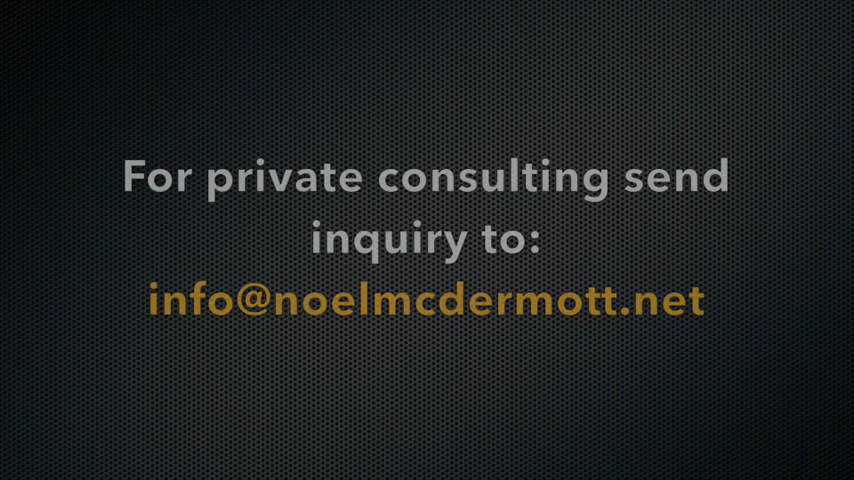 For private consulting send
inquiry to:
info@noelmcdermott.net